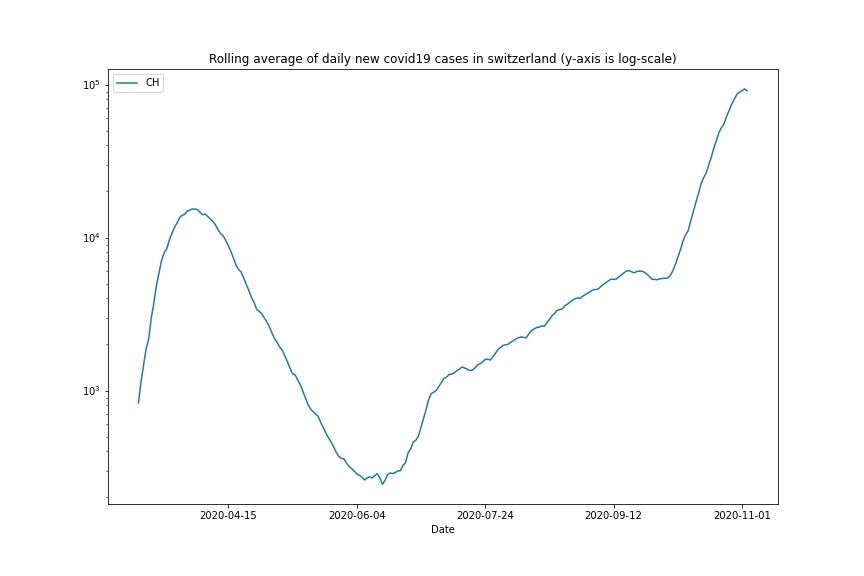 Rolling average of daily new covid19 cases in switzerland (y-axis is log-scale)
CH
10⁵
10⁴
10³
2020-04-15 2020-06-04 2020-07-24 2020-09-12 2020-11-01
Date